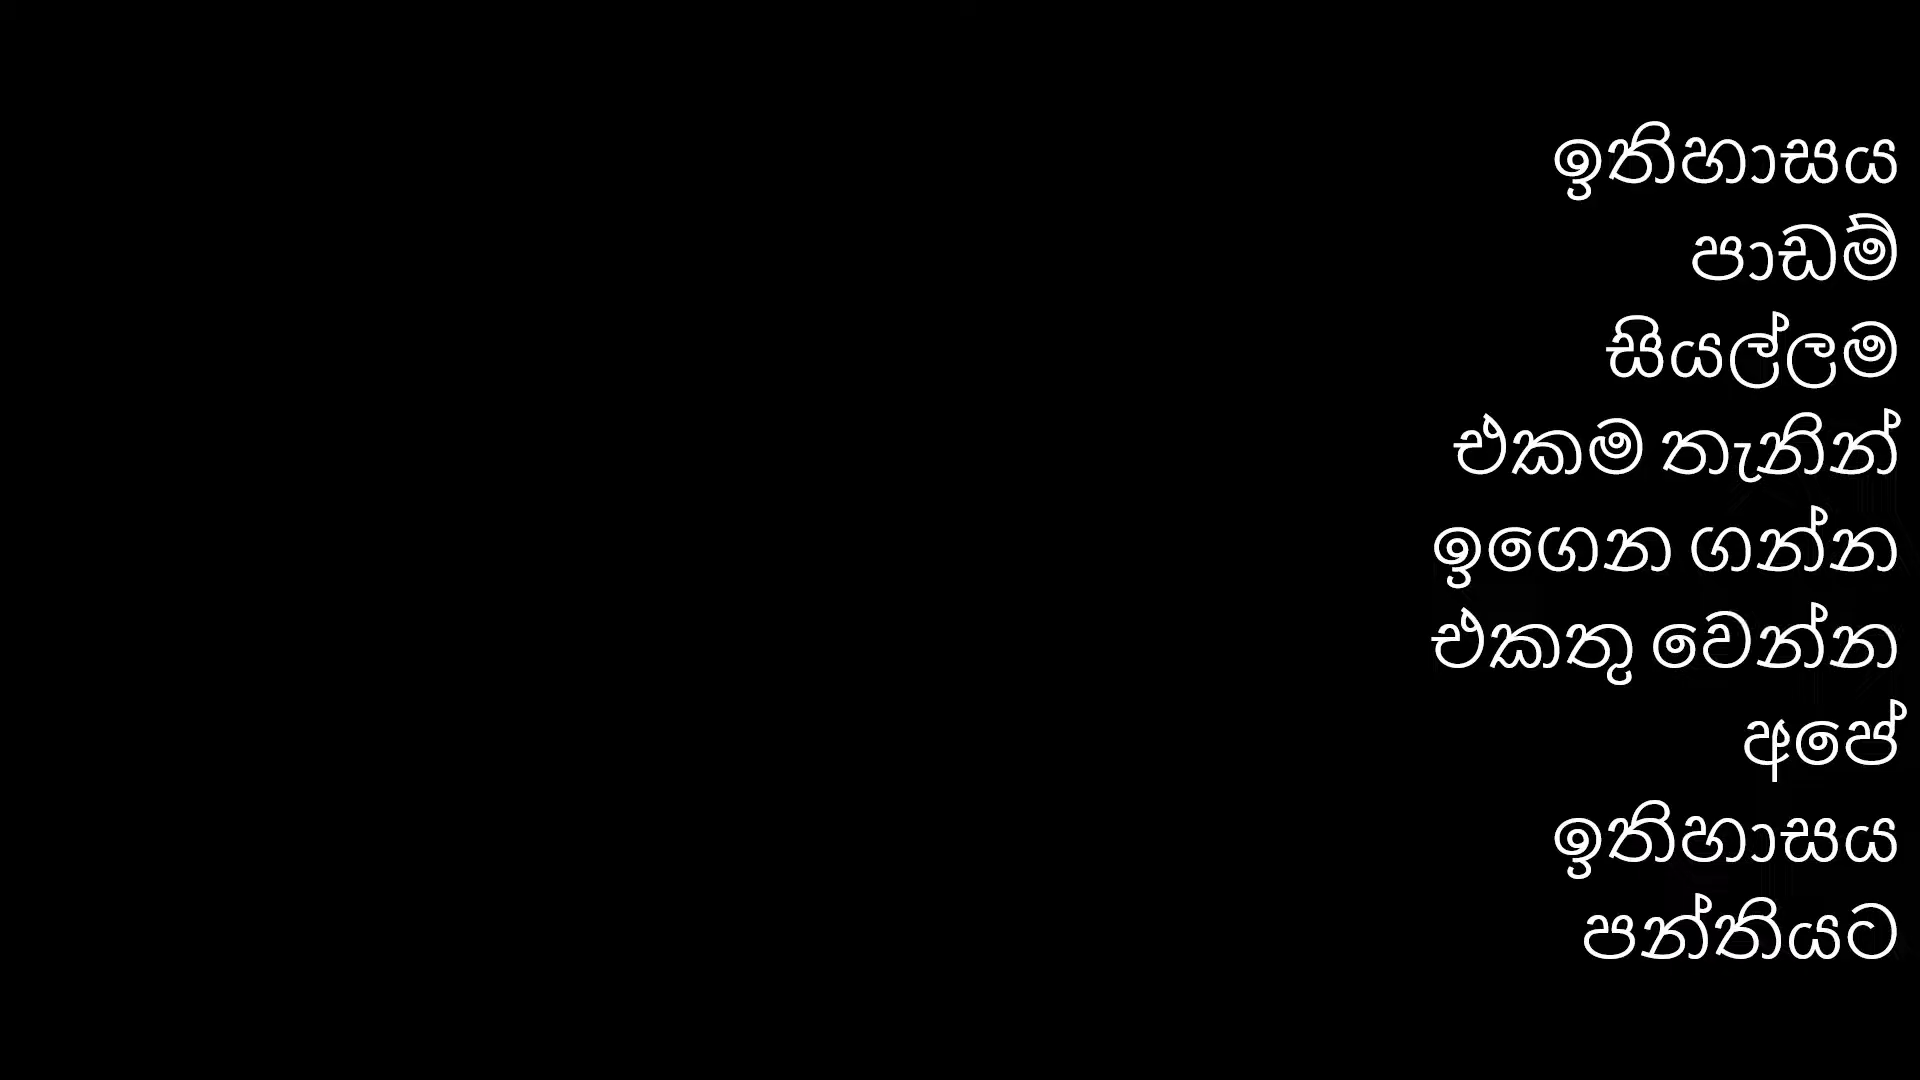 ඉතිහාසය
පාඩම්
සියල්ලම
එකම තැනින්
ඉගෙන ගන්න
එකතු වෙන්න
අපේ
ඉතිහාසය
පන්තියට